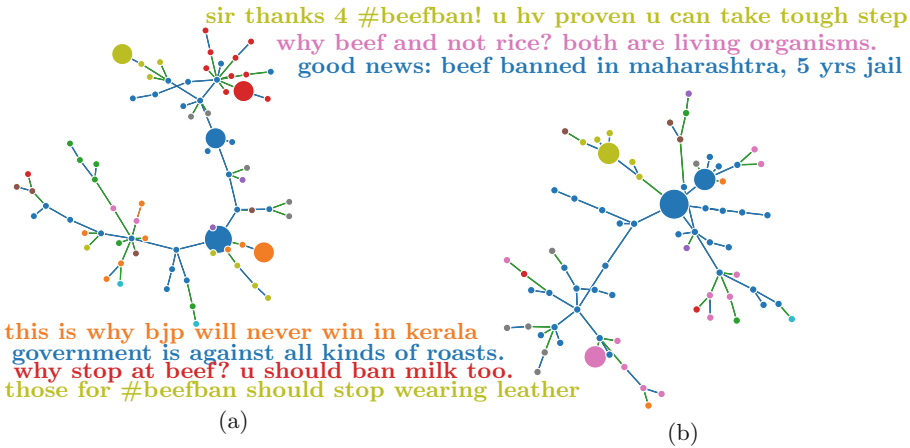 sir thanks 4 #beefban! u hv proven u can take tough step
why beef and not rice? both are living organisms.
good news: beef banned in maharashtra, 5 yrs jail
this is why bjp will never win in kerala
government is against all kinds of roasts.
why stop at beef? u should ban milk too.
those for #beefban should stop wearing leather
(a)
(b)